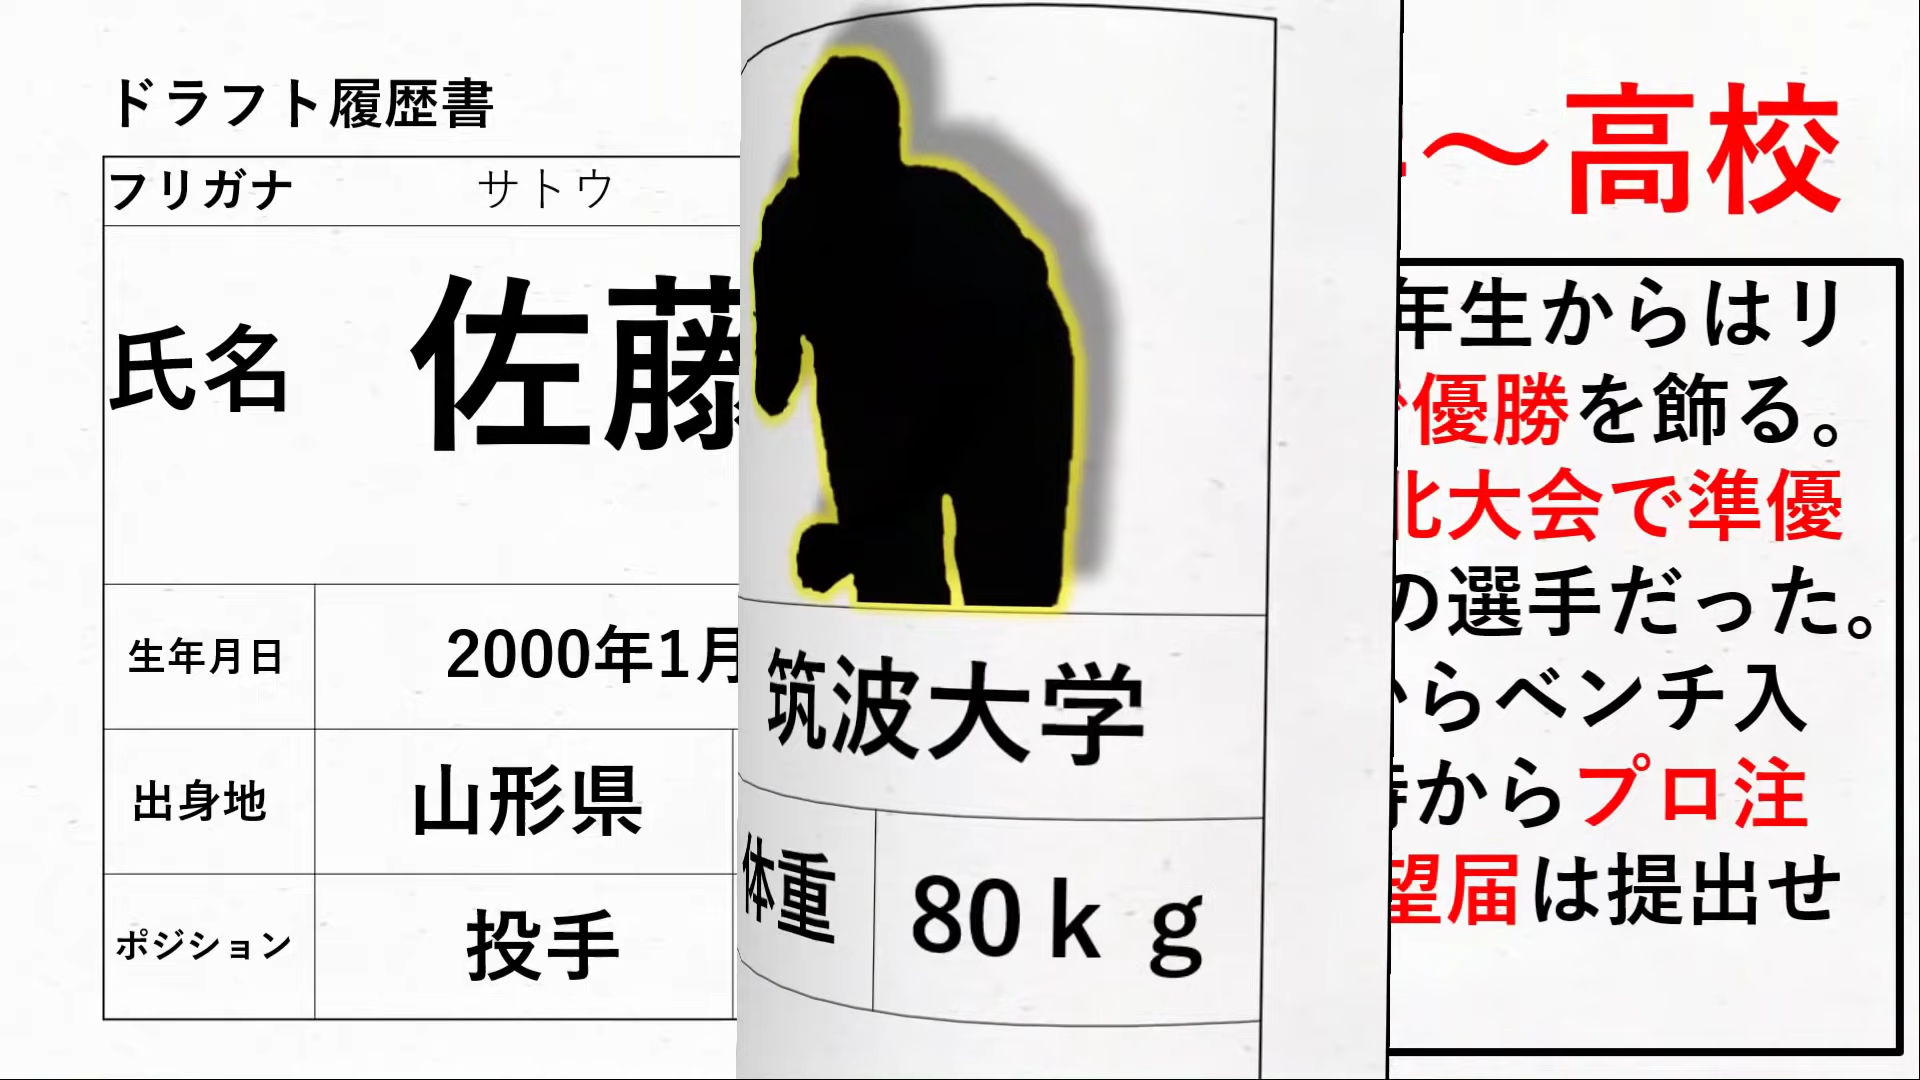 ドラフト履歴書
フリガナ サトウ
氏名 佐藤
生年月日 2000年1月
筑波大学
出身地 山形県
体重 80kg
ポジション 投手
～高校
年生からはリ
優勝を飾る。
北大会で準優
の選手だった。
からベンチ入
時からプロ注
望届は提出せ